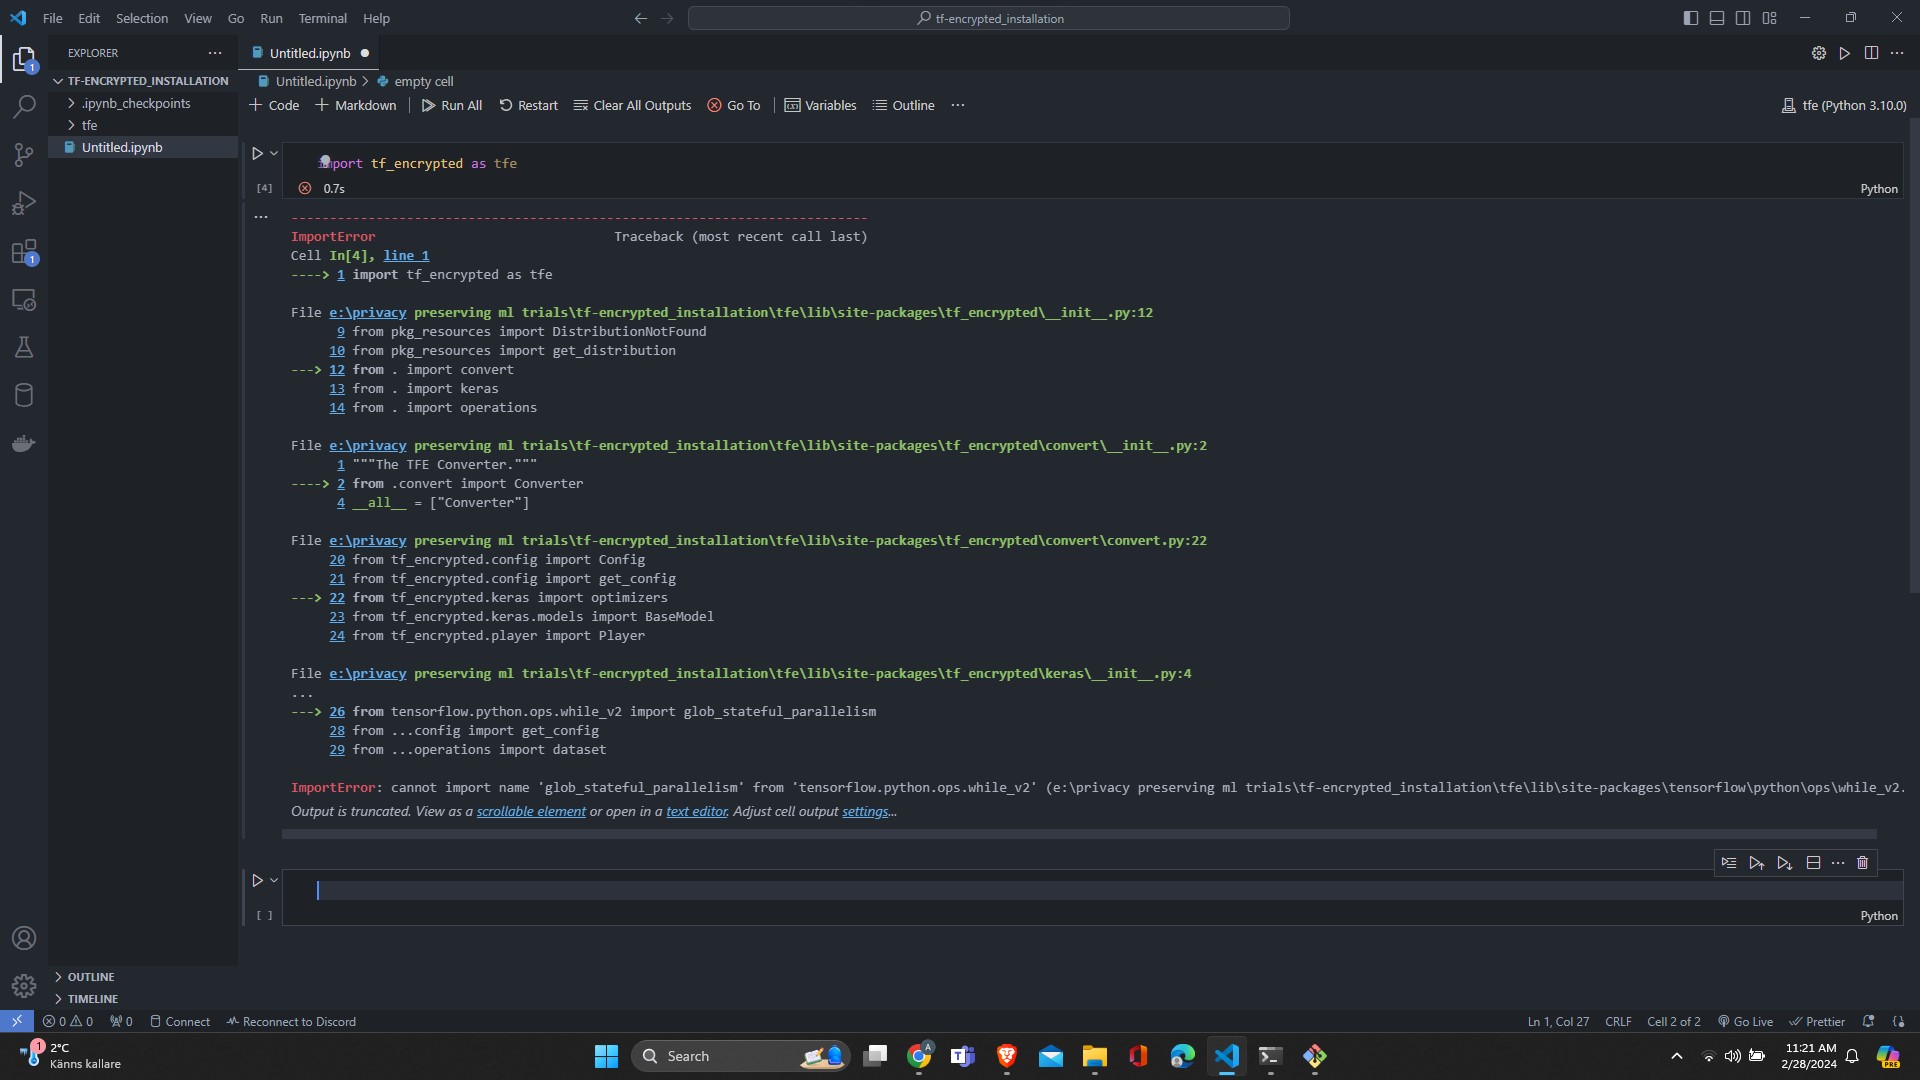 File Edit Selection View Go Run Terminal Help
tf-encrypted_installation
EXPLORER
Untitled.ipynb
TF-ENCRYPTED_INSTALLATION
Untitled.ipynb > empty cell
.ipynb_checkpoints
tfe
Untitled.ipynb
Code Markdown Run All Restart Clear All Outputs Go To Variables Outline
tfe (Python 3.10.0)
import tf_encrypted as tfe
[4]
0.7s
Python
---------------------------------------------------------------------------
ImportError Traceback (most recent call last)
Cell In[4], line 1
----> 1 import tf_encrypted as tfe
File e:\privacy preserving ml trials\tf-encrypted_installation\tfe\lib\site-packages\tf_encrypted\__init__.py:12
9 from pkg_resources import DistributionNotFound
10 from pkg_resources import get_distribution
---> 12 from . import convert
13 from . import keras
14 from . import operations
File e:\privacy preserving ml trials\tf-encrypted_installation\tfe\lib\site-packages\tf_encrypted\convert\__init__.py:2
1 """The TFE Converter."""
----> 2 from .convert import Converter
4 __all__ = ["Converter"]
File e:\privacy preserving ml trials\tf-encrypted_installation\tfe\lib\site-packages\tf_encrypted\convert\convert.py:22
20 from tf_encrypted.config import Config
21 from tf_encrypted.config import get_config
---> 22 from tf_encrypted.keras import optimizers
23 from tf_encrypted.keras.models import BaseModel
24 from tf_encrypted.player import Player
File e:\privacy preserving ml trials\tf-encrypted_installation\tfe\lib\site-packages\tf_encrypted\keras\__init__.py:4
...
---> 26 from tensorflow.python.ops.while_v2 import glob_stateful_parallelism
28 from ...config import get_config
29 from ...operations import dataset
ImportError: cannot import name 'glob_stateful_parallelism' from 'tensorflow.python.ops.while_v2' (e:\privacy preserving ml trials\tf-encrypted_installation\tfe\lib\site-packages\tensorflow\python\ops\while_v2.
Output is truncated. View as a scrollable element or open in a text editor. Adjust cell output settings...
[ ]
Python
OUTLINE
TIMELINE
0 0 0 Connect Reconnect to Discord
Ln 1, Col 27 CRLF Cell 2 of 2 Go Live Prettier
1
2°C
Känns kallare
Search
11:21 AM
2/28/2024